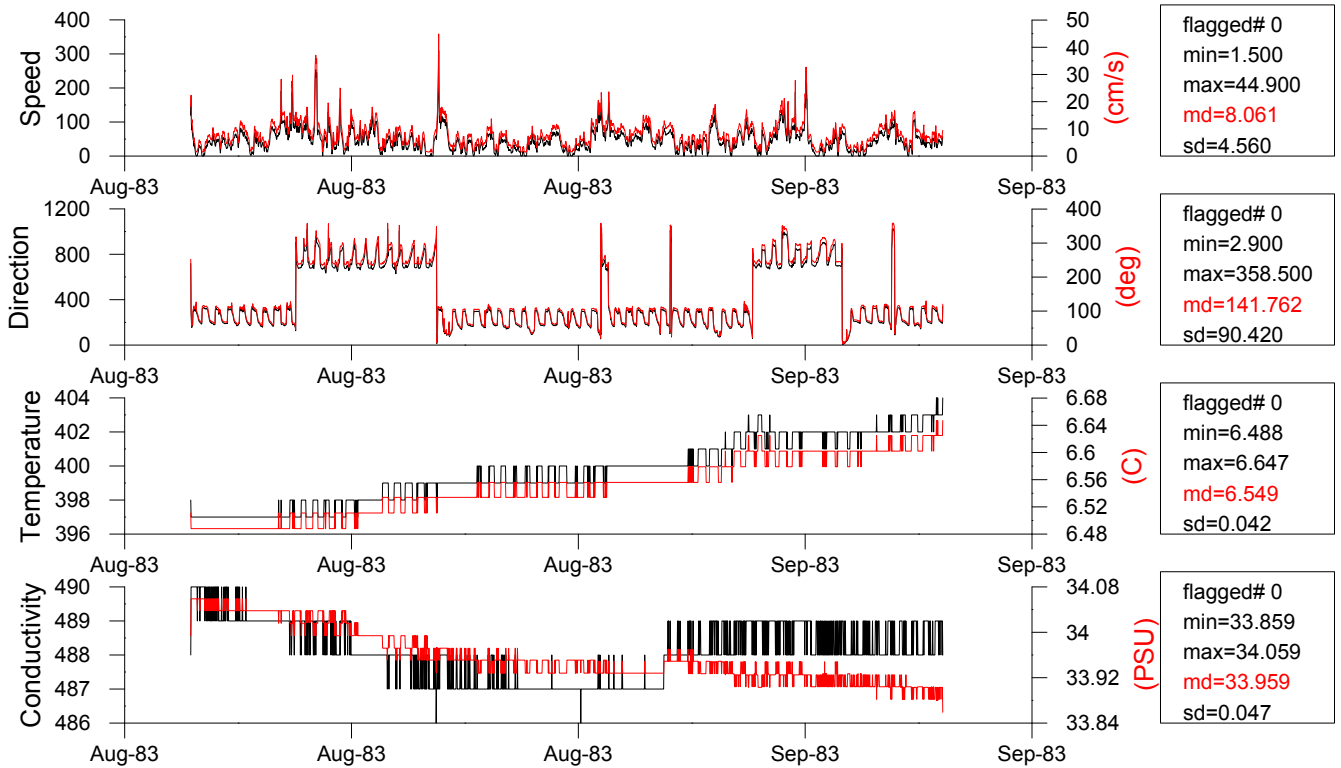 Speed
400
300
200
100
0
50
40
30
20
10
0
(cm/s)
Aug-83 Aug-83 Aug-83 Sep-83 Sep-83
flagged# 0
min=1.500
max=44.900
md=8.061
sd=4.560
Direction
1200
800
400
0
400
300
200
100
0
(deg)
Aug-83 Aug-83 Aug-83 Sep-83 Sep-83
flagged# 0
min=2.900
max=358.500
md=141.762
sd=90.420
Temperature
404
402
400
398
396
6.68
6.64
6.6
6.56
6.52
6.48
(C)
Aug-83 Aug-83 Aug-83 Sep-83 Sep-83
flagged# 0
min=6.488
max=6.647
md=6.549
sd=0.042
Conductivity
490
489
488
487
486
34.08
34
33.92
33.84
(PSU)
Aug-83 Aug-83 Aug-83 Sep-83 Sep-83
flagged# 0
min=33.859
max=34.059
md=33.959
sd=0.047